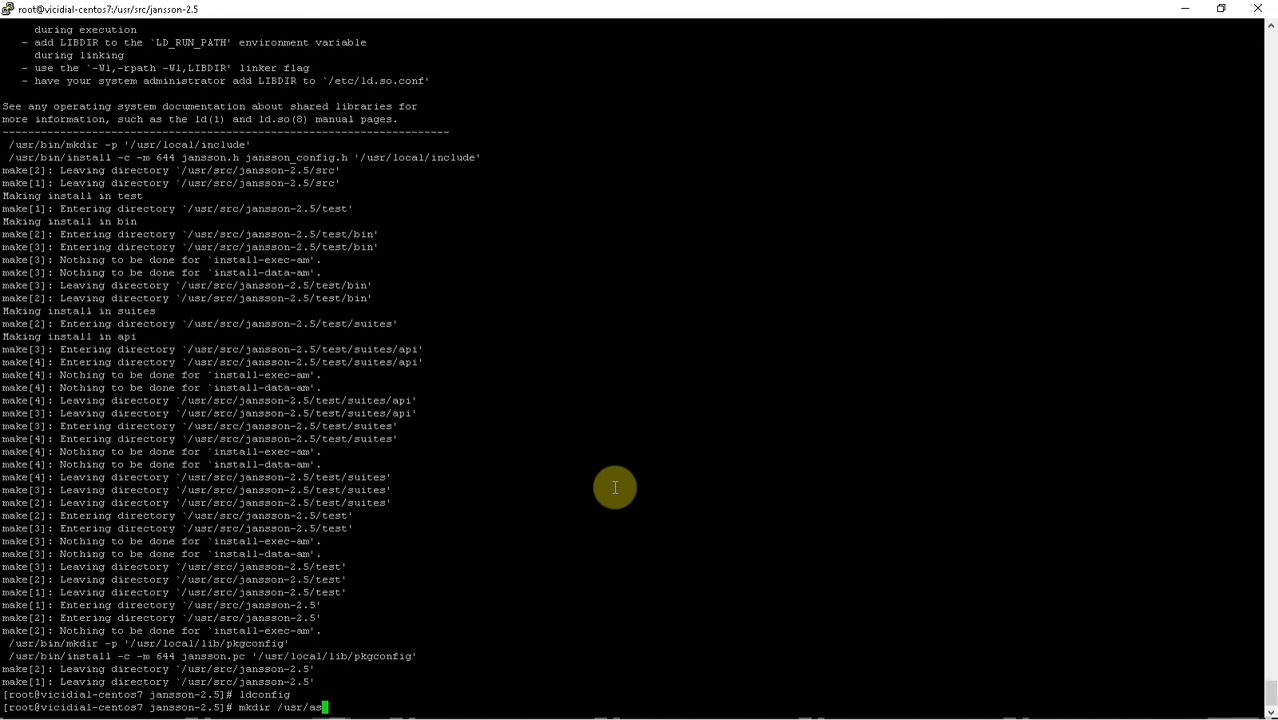 root@vicidial-centos7:/usr/src/jansson-2.5
during execution
- add LIBDIR to the `LD_RUN_PATH' environment variable
during linking
- use the `-Wl,-rpath -Wl,LIBDIR' linker flag
- have your system administrator add LIBDIR to `/etc/ld.so.conf'
See any operating system documentation about shared libraries for
more information, such as the ld(1) and ld.so(8) manual pages.
----------------------------------------------------------------------
/usr/bin/mkdir -p '/usr/local/include'
/usr/bin/install -c -m 644 jansson.h jansson_config.h '/usr/local/include'
make[2]: Leaving directory `/usr/src/jansson-2.5/src'
make[1]: Leaving directory `/usr/src/jansson-2.5/src'
Making install in test
make[1]: Entering directory `/usr/src/jansson-2.5/test'
Making install in bin
make[2]: Entering directory `/usr/src/jansson-2.5/test/bin'
make[3]: Entering directory `/usr/src/jansson-2.5/test/bin'
make[3]: Nothing to be done for `install-exec-am'.
make[3]: Nothing to be done for `install-data-am'.
make[3]: Leaving directory `/usr/src/jansson-2.5/test/bin'
make[2]: Leaving directory `/usr/src/jansson-2.5/test/bin'
Making install in suites
make[2]: Entering directory `/usr/src/jansson-2.5/test/suites'
Making install in api
make[3]: Entering directory `/usr/src/jansson-2.5/test/suites/api'
make[4]: Entering directory `/usr/src/jansson-2.5/test/suites/api'
make[4]: Nothing to be done for `install-exec-am'.
make[4]: Nothing to be done for `install-data-am'.
make[4]: Leaving directory `/usr/src/jansson-2.5/test/suites/api'
make[3]: Leaving directory `/usr/src/jansson-2.5/test/suites/api'
make[3]: Entering directory `/usr/src/jansson-2.5/test/suites'
make[4]: Entering directory `/usr/src/jansson-2.5/test/suites'
make[4]: Nothing to be done for `install-exec-am'.
make[4]: Nothing to be done for `install-data-am'.
make[4]: Leaving directory `/usr/src/jansson-2.5/test/suites'
make[3]: Leaving directory `/usr/src/jansson-2.5/test/suites'
make[2]: Leaving directory `/usr/src/jansson-2.5/test/suites'
make[2]: Entering directory `/usr/src/jansson-2.5/test'
make[3]: Entering directory `/usr/src/jansson-2.5/test'
make[3]: Nothing to be done for `install-exec-am'.
make[3]: Nothing to be done for `install-data-am'.
make[3]: Leaving directory `/usr/src/jansson-2.5/test'
make[2]: Leaving directory `/usr/src/jansson-2.5/test'
make[1]: Leaving directory `/usr/src/jansson-2.5/test'
make[1]: Entering directory `/usr/src/jansson-2.5'
make[2]: Entering directory `/usr/src/jansson-2.5'
make[2]: Nothing to be done for `install-exec-am'.
/usr/bin/mkdir -p '/usr/local/lib/pkgconfig'
/usr/bin/install -c -m 644 jansson.pc '/usr/local/lib/pkgconfig'
make[2]: Leaving directory `/usr/src/jansson-2.5'
make[1]: Leaving directory `/usr/src/jansson-2.5'
[root@vicidial-centos7 jansson-2.5]# ldconfig
[root@vicidial-centos7 jansson-2.5]# mkdir /usr/as